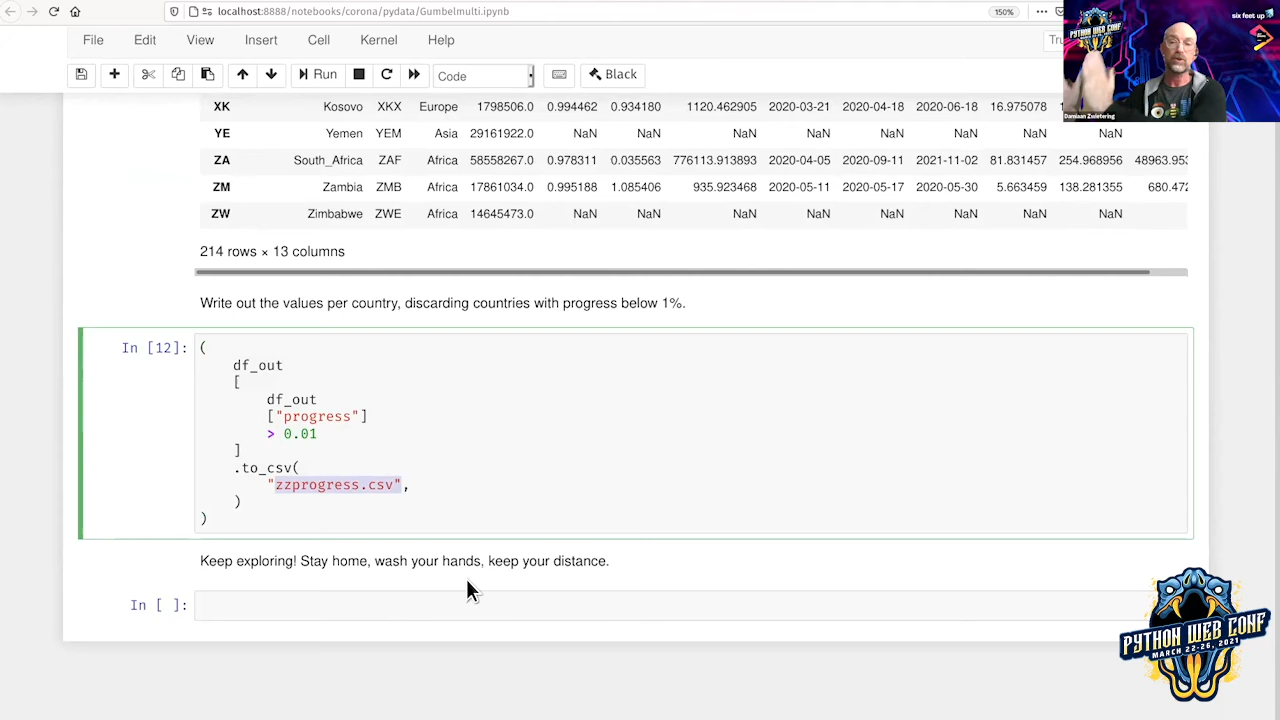 localhost:8888/notebooks/corona/pydata/Gumbelmulti.ipynb
150%
six feet up
File Edit View Insert Cell Kernel Help
Run Code Black
Damiaan Zwietering
XK Kosovo XKX Europe 1798506.0 0.994462 0.934180 1120.462905 2020-03-21 2020-04-18 2020-06-18 16.975078
YE Yemen YEM Asia 29161922.0 NaN NaN NaN NaN NaN NaN NaN NaN
ZA South_Africa ZAF Africa 58558267.0 0.978311 0.035563 776113.913893 2020-04-05 2020-09-11 2021-11-02 81.831457 254.968956 48963.953
ZM Zambia ZMB Africa 17861034.0 0.995188 1.085406 935.923468 2020-05-11 2020-05-17 2020-05-30 5.663459 138.281355 680.472
ZW Zimbabwe ZWE Africa 14645473.0 NaN NaN NaN NaN NaN NaN NaN NaN
214 rows × 13 columns
Write out the values per country, discarding countries with progress below 1%.
In [12]: (
df_out
[
df_out
["progress"]
> 0.01
]
.to_csv(
"zzprogress.csv",
)
)
Keep exploring! Stay home, wash your hands, keep your distance.
In [ ]:
PYTHON WEB CONF
MARCH 22-26, 2021